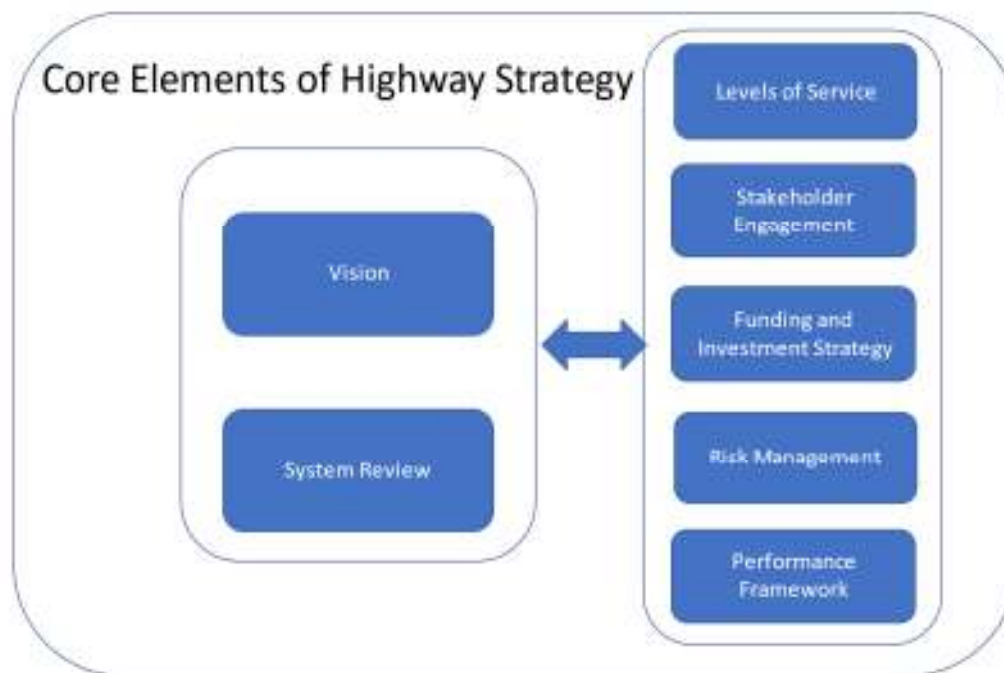 Core Elements of Highway Strategy
Vision
System Review
Levels of Service
Stakeholder
Engagement
Funding and
Investment Strategy
Risk Management
Performance
Framework